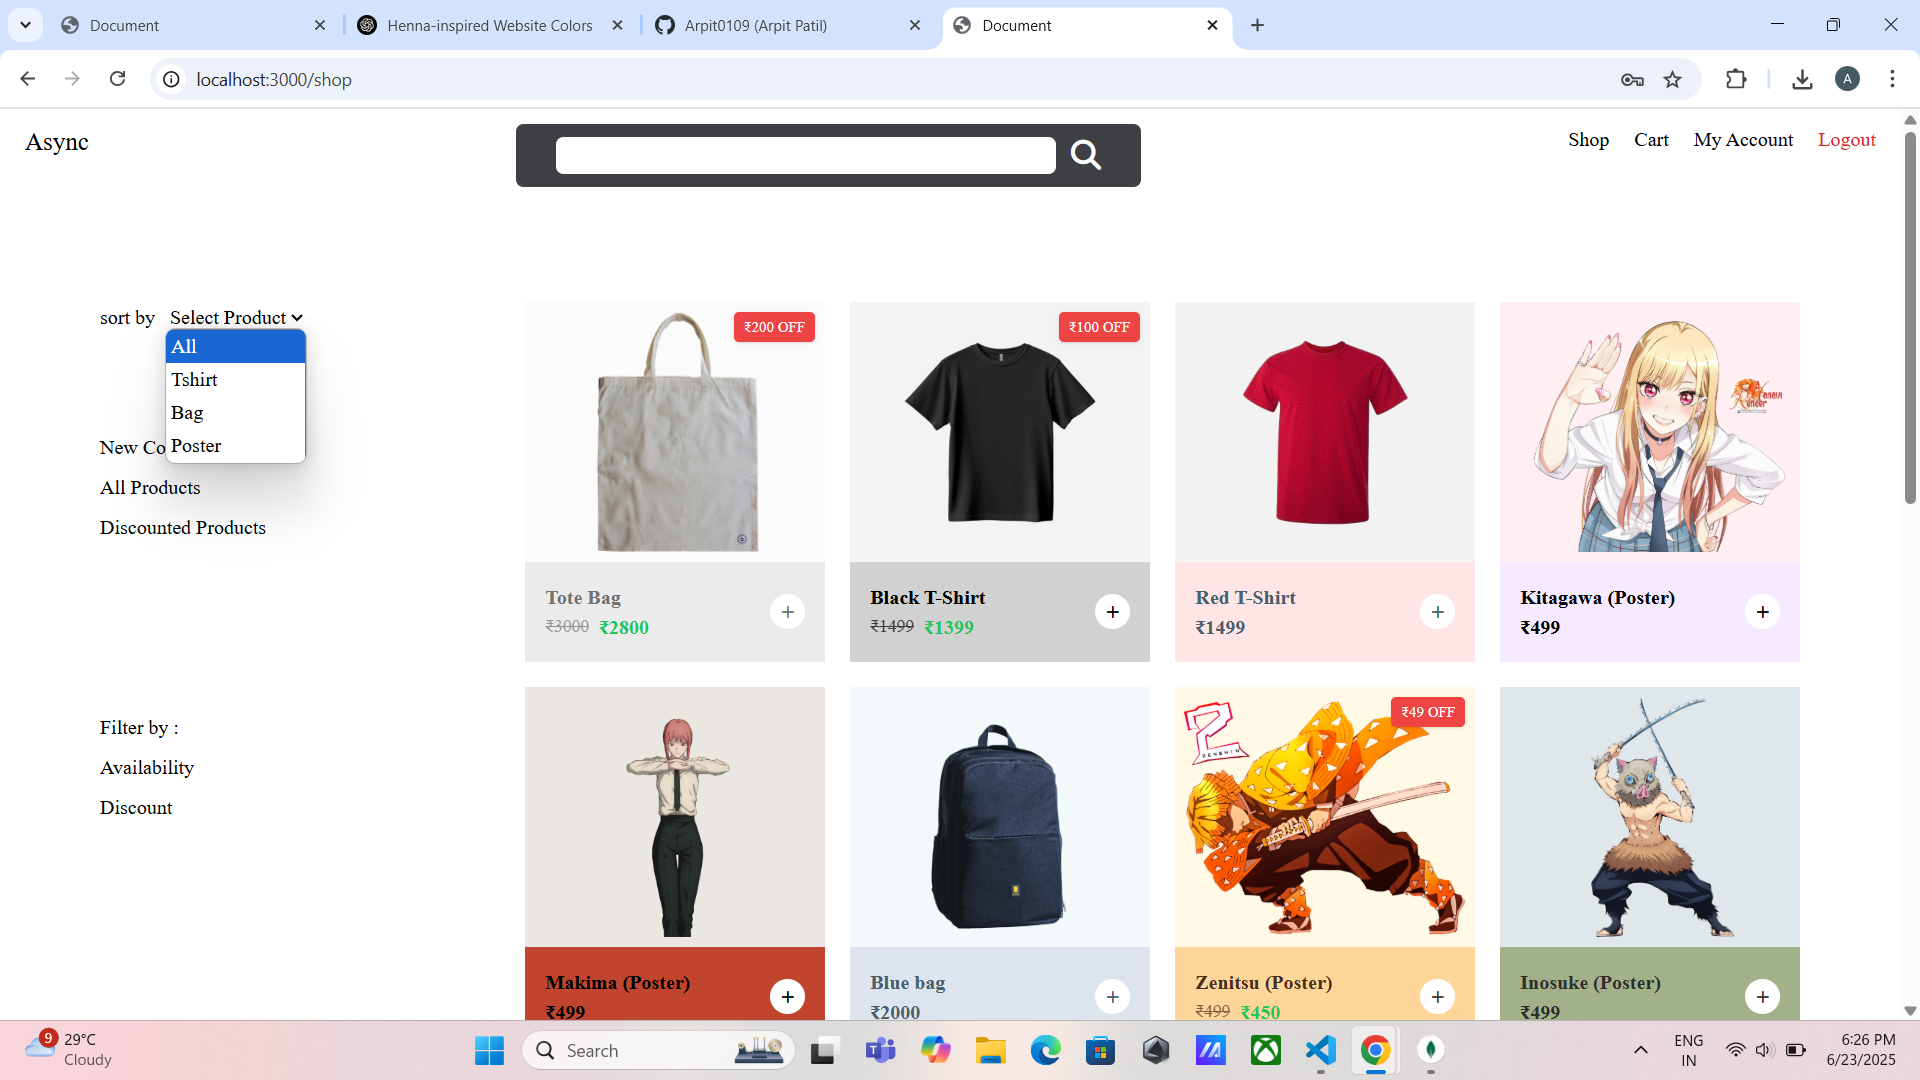 Document
Henna-inspired Website Colors
Arpit0109 (Arpit Patil)
Document
localhost:3000/shop
A
Async
Shop Cart My Account Logout
sort by Select Product
All
Tshirt
Bag
Poster
New Co
All Products
Discounted Products
Filter by :
Availability
Discount
₹200 OFF
₹100 OFF
Tote Bag
₹3000 ₹2800
+
Black T-Shirt
₹1499 ₹1399
+
Red T-Shirt
₹1499
+
Kitagawa (Poster)
₹499
+
₹49 OFF
Makima (Poster)
₹499
+
Blue bag
₹2000
+
Zenitsu (Poster)
₹499 ₹450
+
Inosuke (Poster)
₹499
+
9
29°C
Cloudy
Search
ENG
IN
6:26 PM
6/23/2025